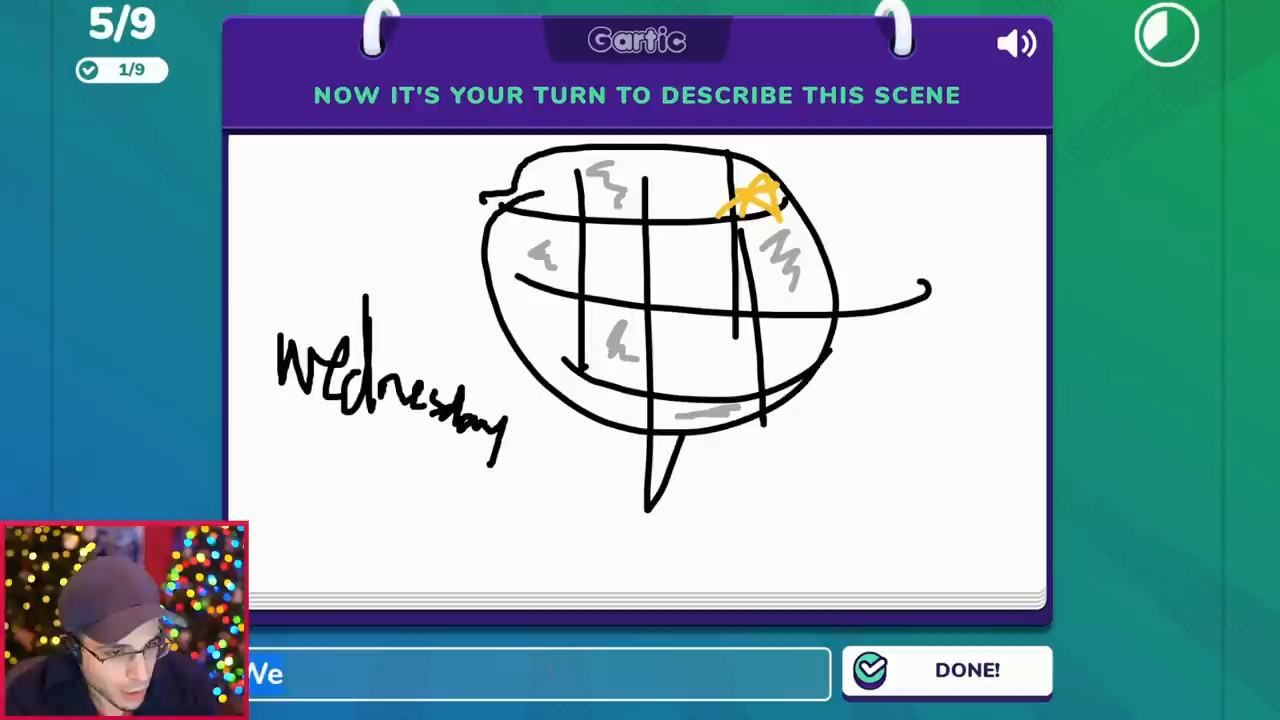 5/9
1/9
Gartic
NOW IT'S YOUR TURN TO DESCRIBE THIS SCENE
Wednesday
We
DONE!